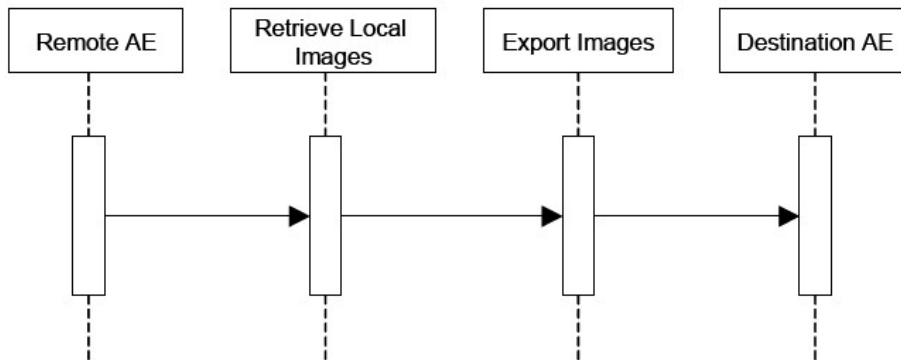 Remote AE
Retrieve Local
Images
Export Images
Destination AE